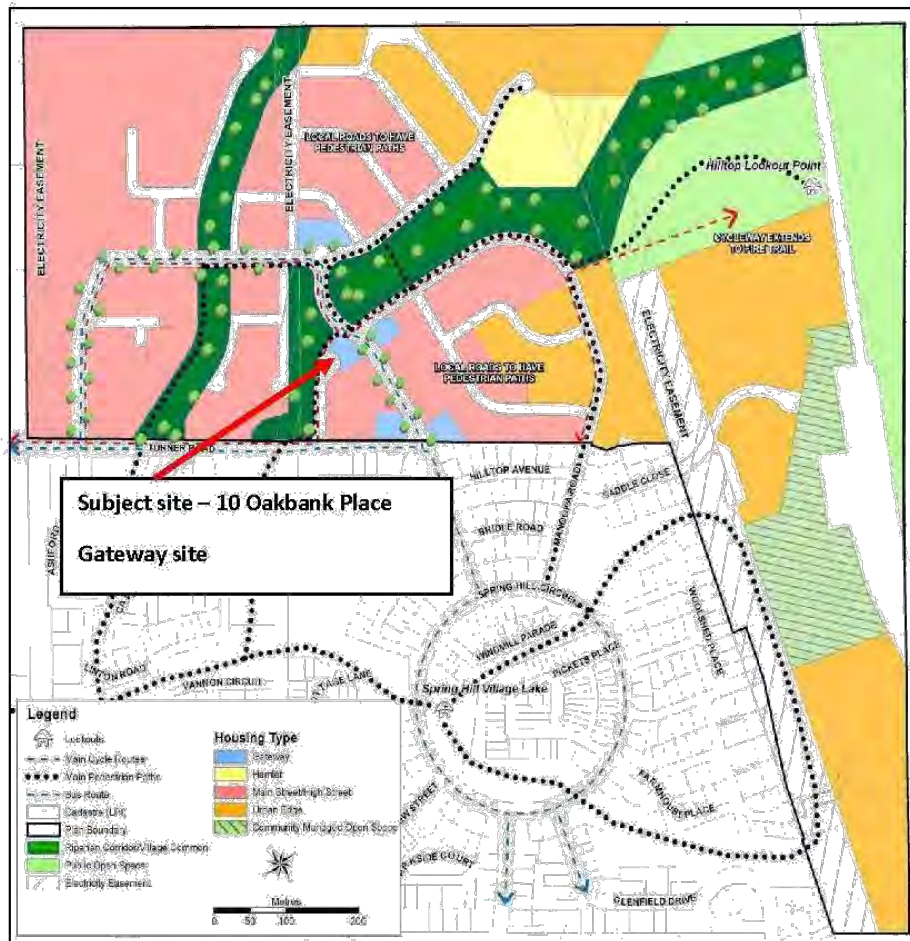 ELECTRICITY EASEMENT
ELECTRICITY EASEMENT
LOCAL ROADS TO HAVE
PEDESTRIAN PATHS
Hilltop Lookout Point
CYCLEWAY EXTENDS
TO FIRE TRAIL
ELECTRICITY EASEMENT
LOCAL ROADS TO HAVE
PEDESTRIAN PATHS
TURNER ROAD
Subject site – 10 Oakbank Place
Gateway site
HILLTOP AVENUE
SADDLE CLOSE
BRIDLE ROAD
SPRING HILL CIRCLE
WINDMILL PARADE
PICKETS PLACE
VANNON CIRCUIT
Spring Hill Village Lake
GLENFIELD DRIVE
Legend
Lookouts
Main Cycle Routes
Main Pedestrian Paths
Bus Route
Plan Boundary
Riparian Corridor/Village Common
Public Open Space
Electricity Easement
Housing Type
Gateway
Hamlet
Main Street/High Street
Urban Edge
Community Managed Open Space
Metres
0 50 100 200